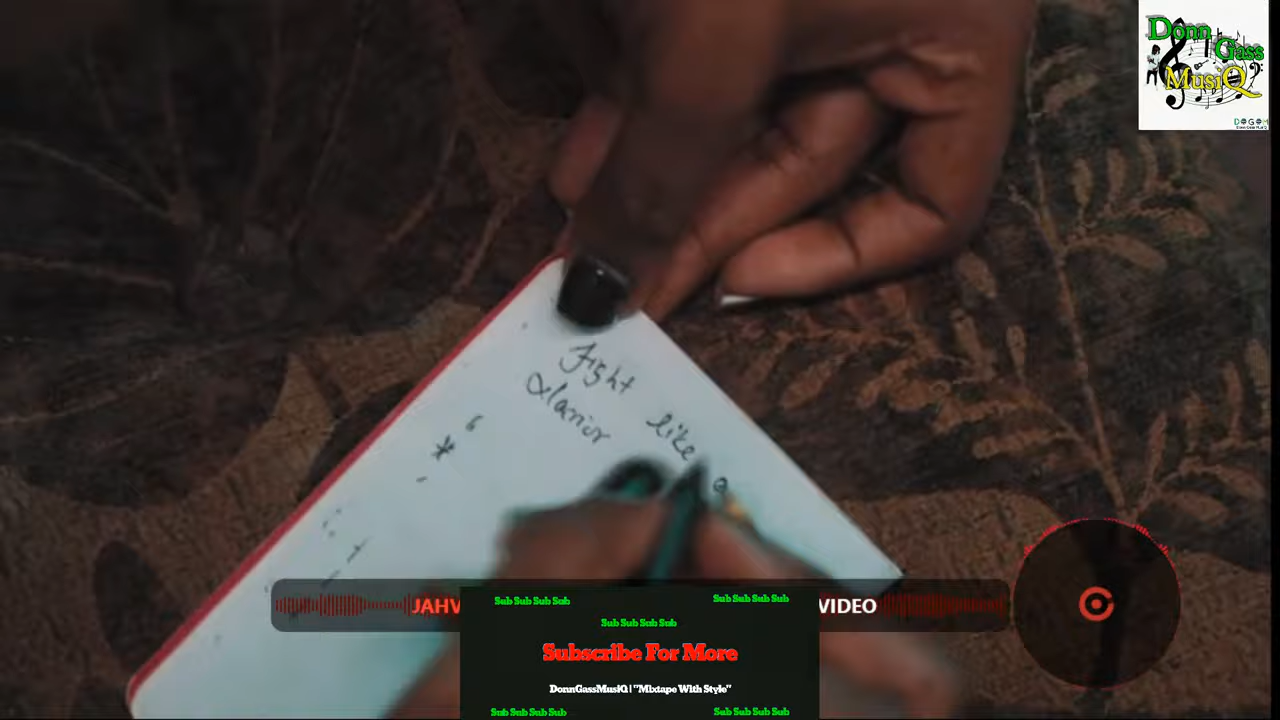 Donn
Gass
MusiQ
DOGOM
Fight like a
Warrior
JAHV
VIDEO
Sub Sub Sub Sub
Sub Sub Sub Sub
Sub Sub Sub Sub
Subscribe For More
DonnGassMusiQ | "Mixtape With Style"
Sub Sub Sub Sub
Sub Sub Sub Sub